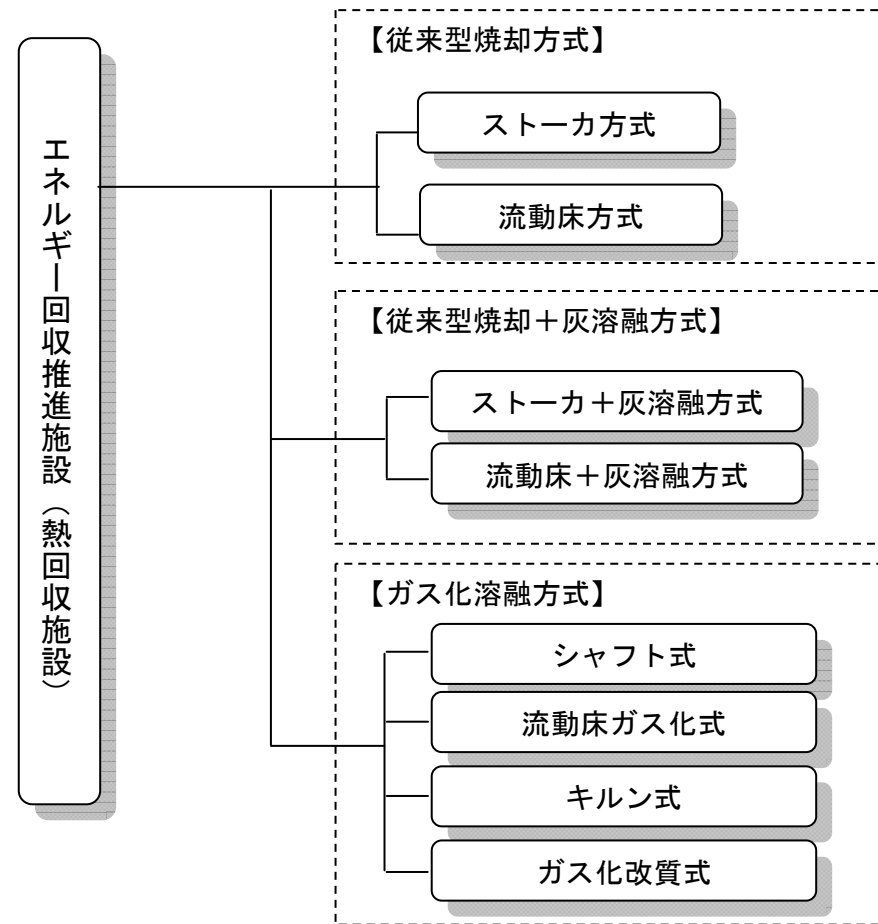 エネルギー回収推進施設（熱回収施設）
【従来型焼却方式】
ストーカ方式
流動床方式
【従来型焼却＋灰溶融方式】
ストーカ＋灰溶融方式
流動床＋灰溶融方式
【ガス化溶融方式】
シャフト式
流動床ガス化式
キルン式
ガス化改質式